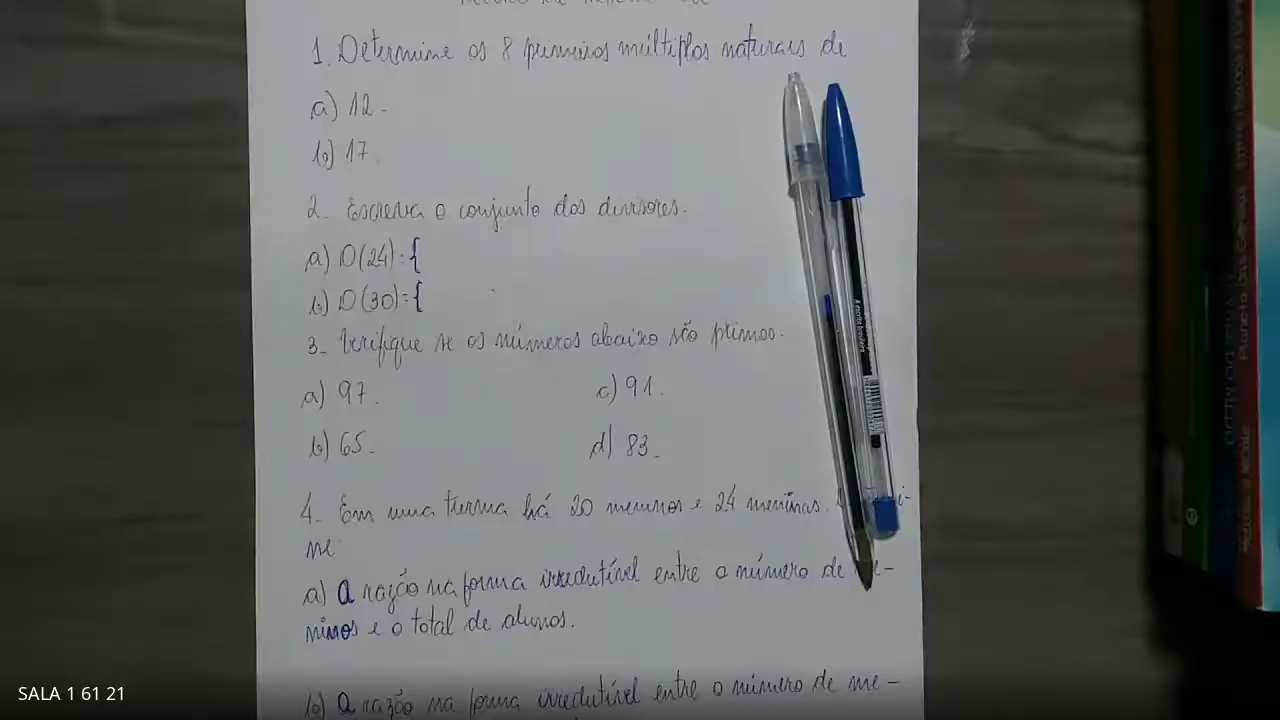 1. Determine os 8 primeiros múltiplos naturais de
a) 12.
b) 17.
2. Escreva o conjunto dos divisores.
a) D(24)={
b) D(30)={
3. Verifique se os números abaixo são primos.
a) 97.
c) 91.
b) 65.
d) 83.
4. Em uma turma há 20 meninos e 24 meninas.
ne
a) A razão na forma irredutível entre o número de
ninos e o total de alunos.
b) A razão na forma irredutível entre o número de me-
SALA 1 61 21